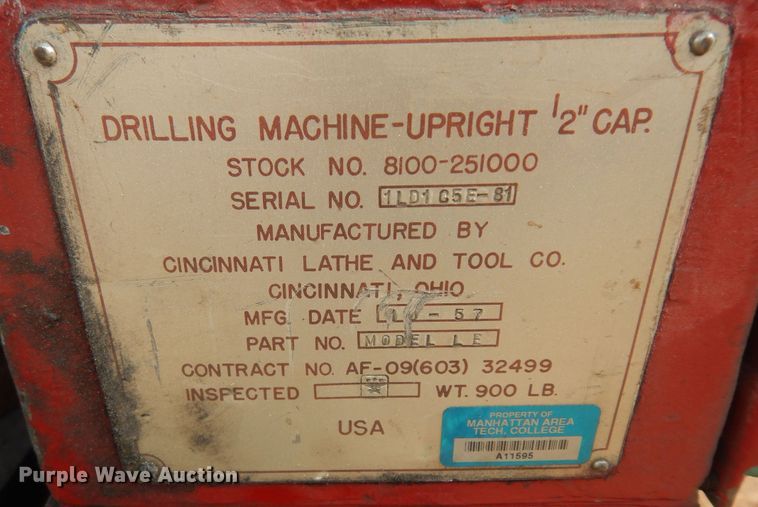 DRILLING MACHINE-UPRIGHT 1/2" CAP.
STOCK NO. 8100-251000
SERIAL NO. 1LD1C5E-81
MANUFACTURED BY
CINCINNATI LATHE AND TOOL CO.
CINCINNATI, OHIO
MFG. DATE - 57
PART NO. MODEL LE
CONTRACT NO. AF-09(603) 32499
INSPECTED WT. 900 LB.
USA
PROPERTY OF
MANHATTAN AREA
TECH. COLLEGE
A11595
Purple Wave Auction